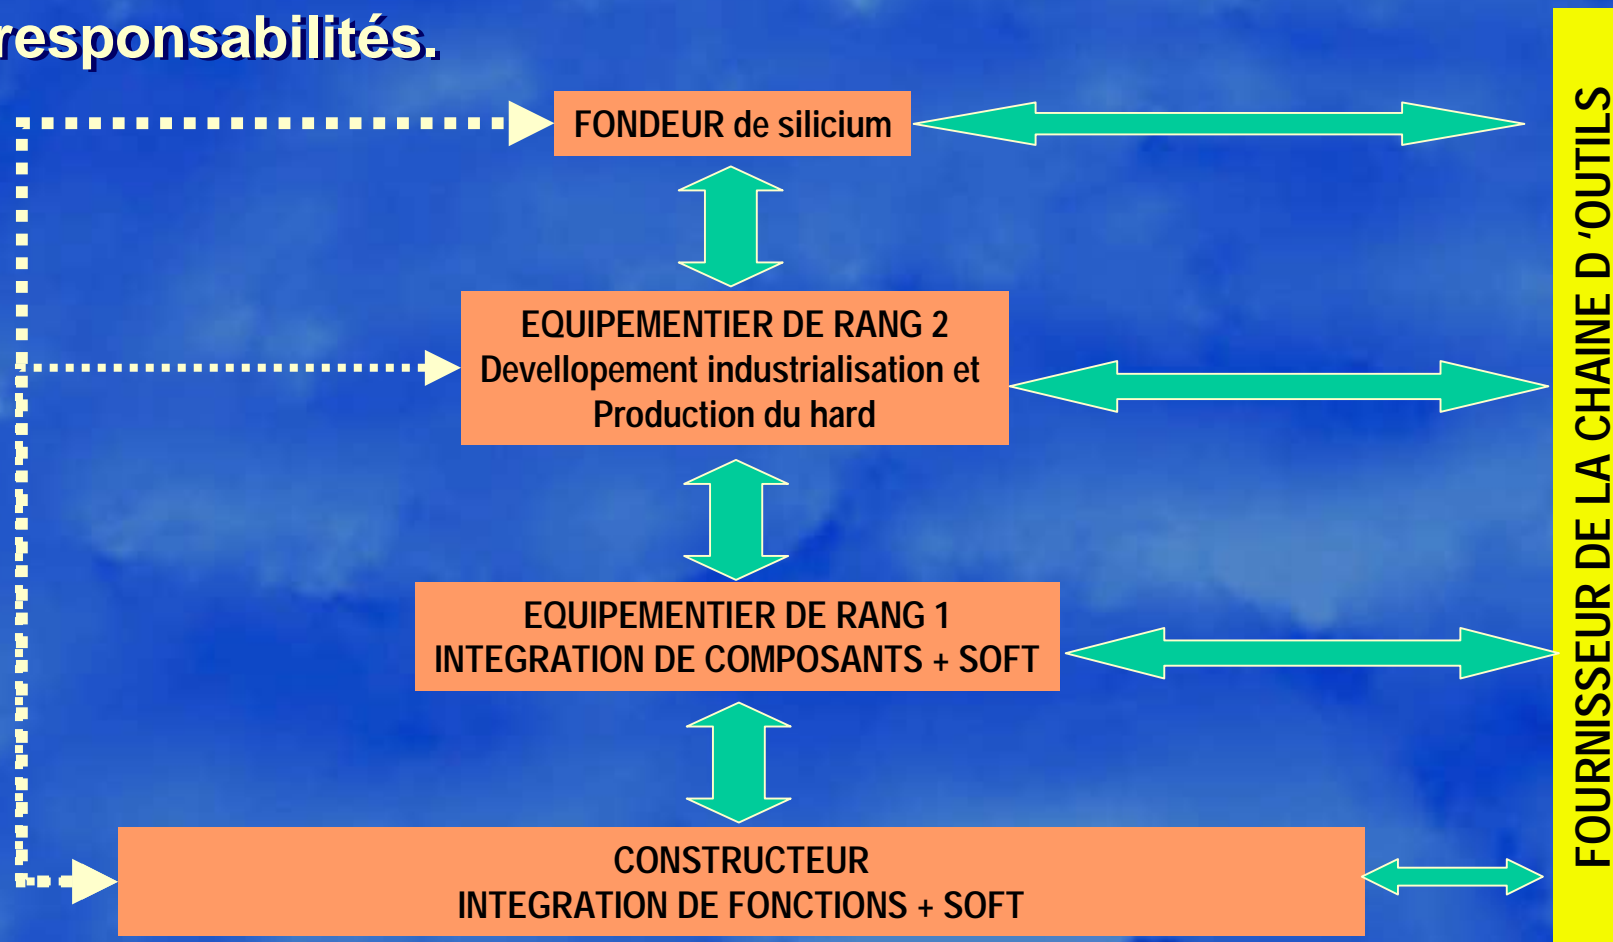 responsabilités.
FONDEUR de silicium
EQUIPEMENTIER DE RANG 2
Devellopement industrialisation et
Production du hard
EQUIPEMENTIER DE RANG 1
INTEGRATION DE COMPOSANTS + SOFT
CONSTRUCTEUR
INTEGRATION DE FONCTIONS + SOFT
FOURNISSEUR DE LA CHAINE D ‘OUTILS